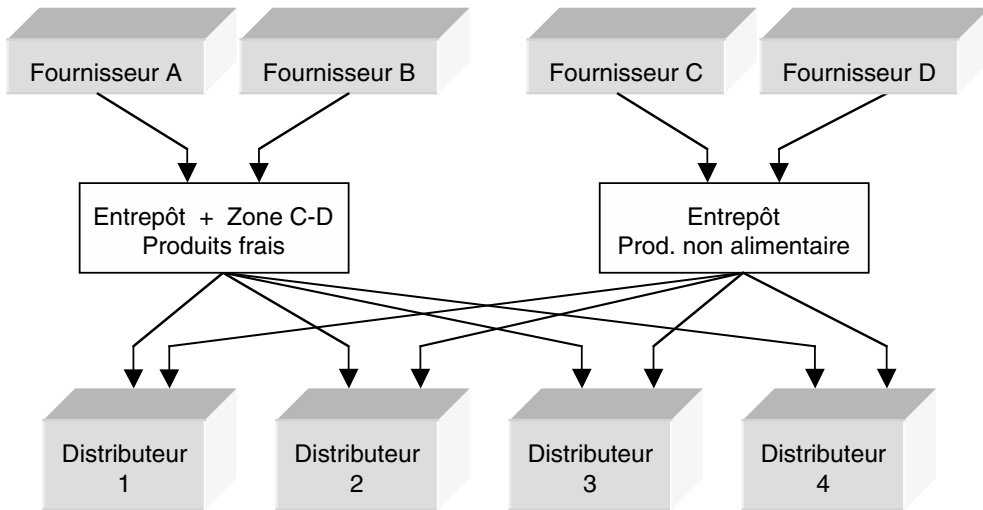 Fournisseur A
Fournisseur B
Fournisseur C
Fournisseur D
Entrepôt + Zone C-D
Produits frais
Entrepôt
Prod. non alimentaire
Distributeur
1
Distributeur
2
Distributeur
3
Distributeur
4